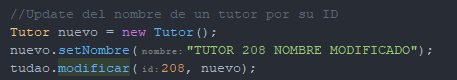 //Update del nombre de un tutor por su ID
Tutor nuevo = new Tutor();
nuevo.setNombre( nombre: "TUTOR 208 NOMBRE MODIFICADO");
tudao.modificar( id: 208, nuevo);